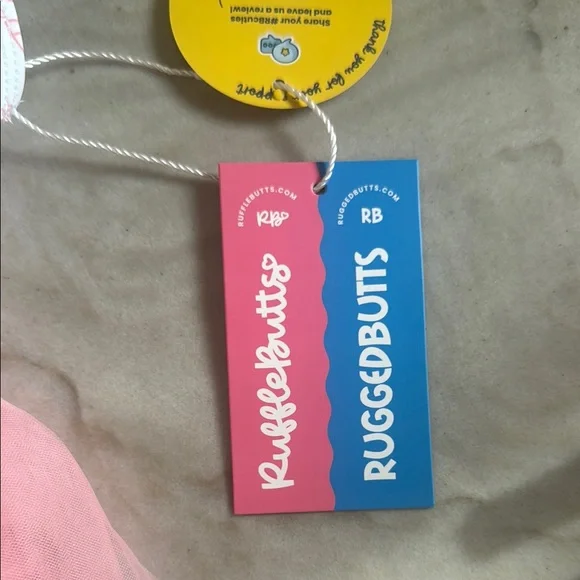 Share your #RBcuties
and leave us a review!
thank you for your support
RUFFLEBUTTS.COM
RB
RuffleButts
RUGGEDBUTTS.COM
RB
RUGGEDBUTTS